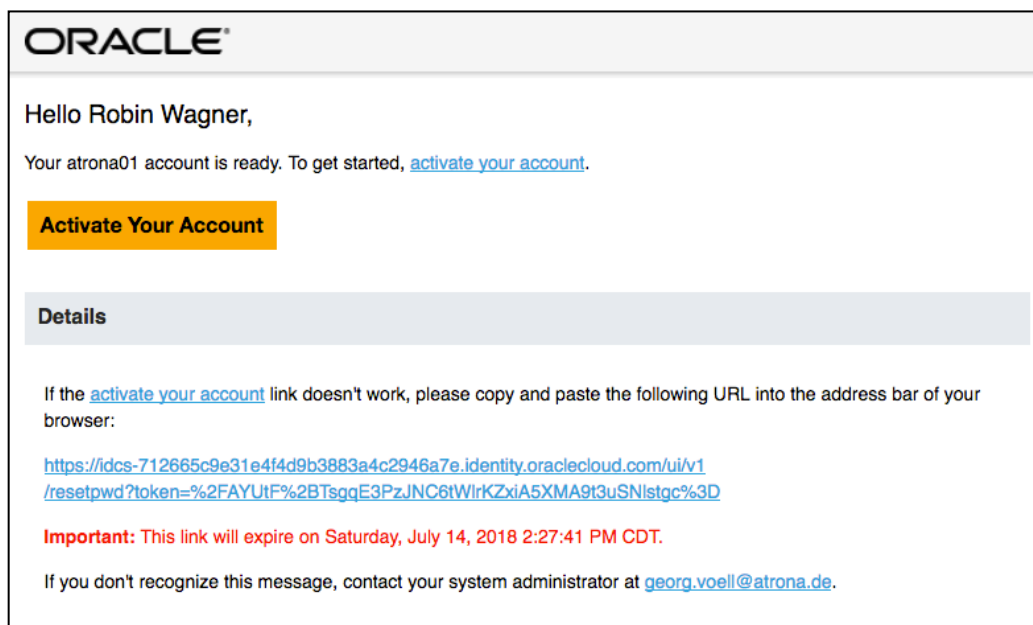 ORACLE®
Hello Robin Wagner,
Your atrona01 account is ready. To get started, activate your account.
Activate Your Account
Details
If the activate your account link doesn't work, please copy and paste the following URL into the address bar of your
browser:
https://idcs-712665c9e31e4f4d9b3883a4c2946a7e.identity.oraclecloud.com/ui/v1
/resetpwd?token=%2FAYUtF%2BTsgqE3PzJNC6tWlrKZxiA5XMA9t3uSNlstgc%3D
Important: This link will expire on Saturday, July 14, 2018 2:27:41 PM CDT.
If you don't recognize this message, contact your system administrator at georg.voell@atrona.de.